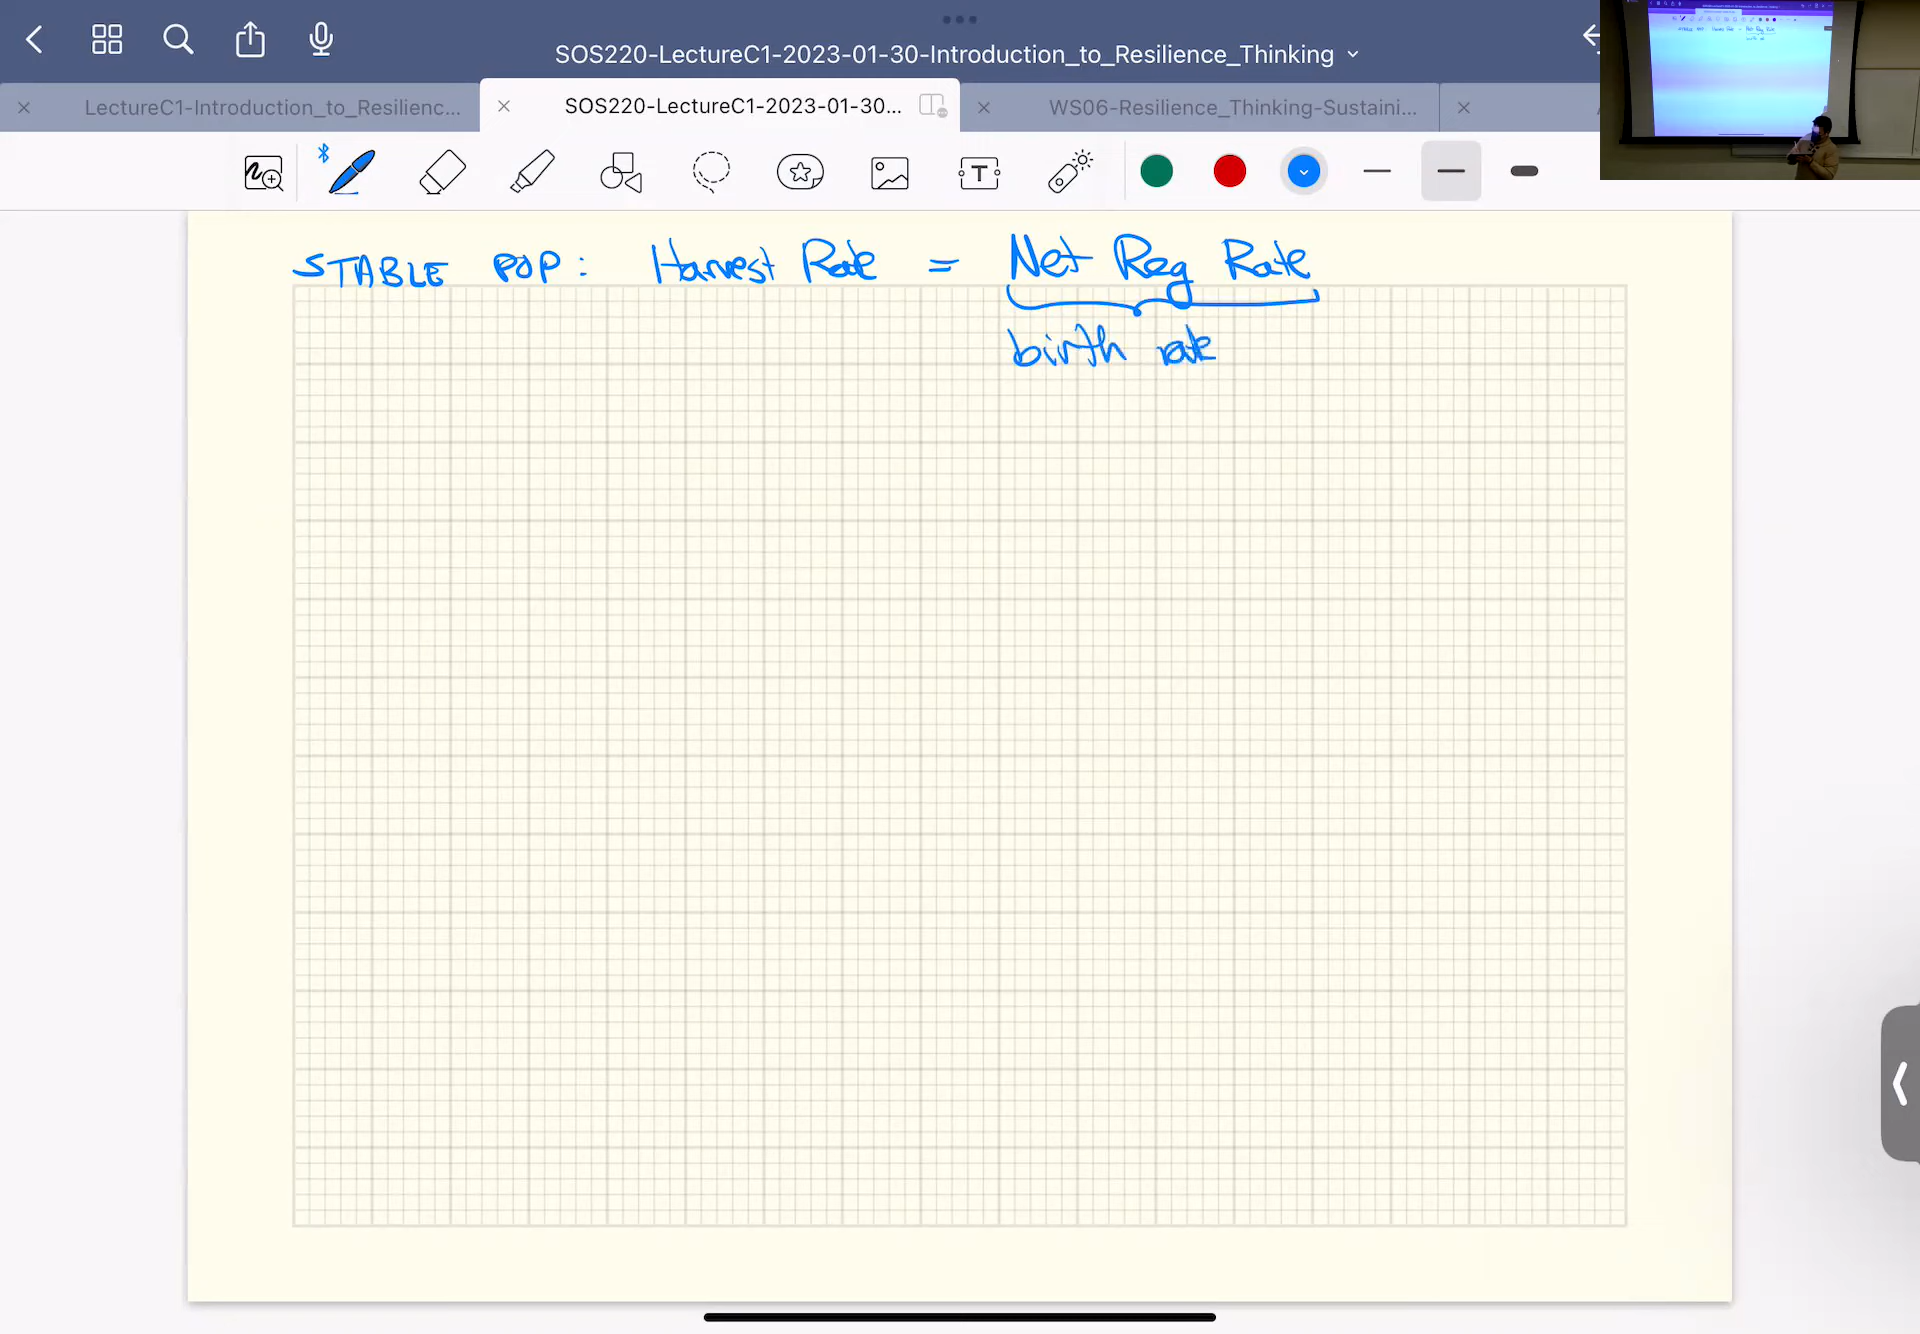 SOS220-LectureC1-2023-01-30-Introduction_to_Resilience_Thinking
LectureC1-Introduction_to_Resilienc...
SOS220-LectureC1-2023-01-30...
WS06-Resilience_Thinking-Sustaini...
T
STABLE POP: Harvest Rate = Net Reg Rate
birth rate